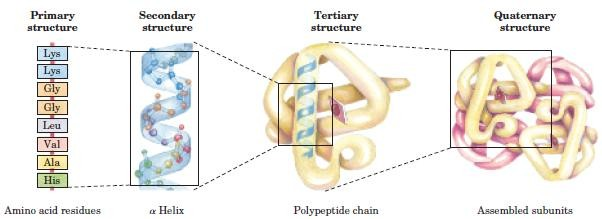 Primary
structure
Secondary
structure
Tertiary
structure
Quaternary
structure
Lys
Lys
Gly
Gly
Leu
Val
Ala
His
Amino acid residues
α Helix
Polypeptide chain
Assembled subunits